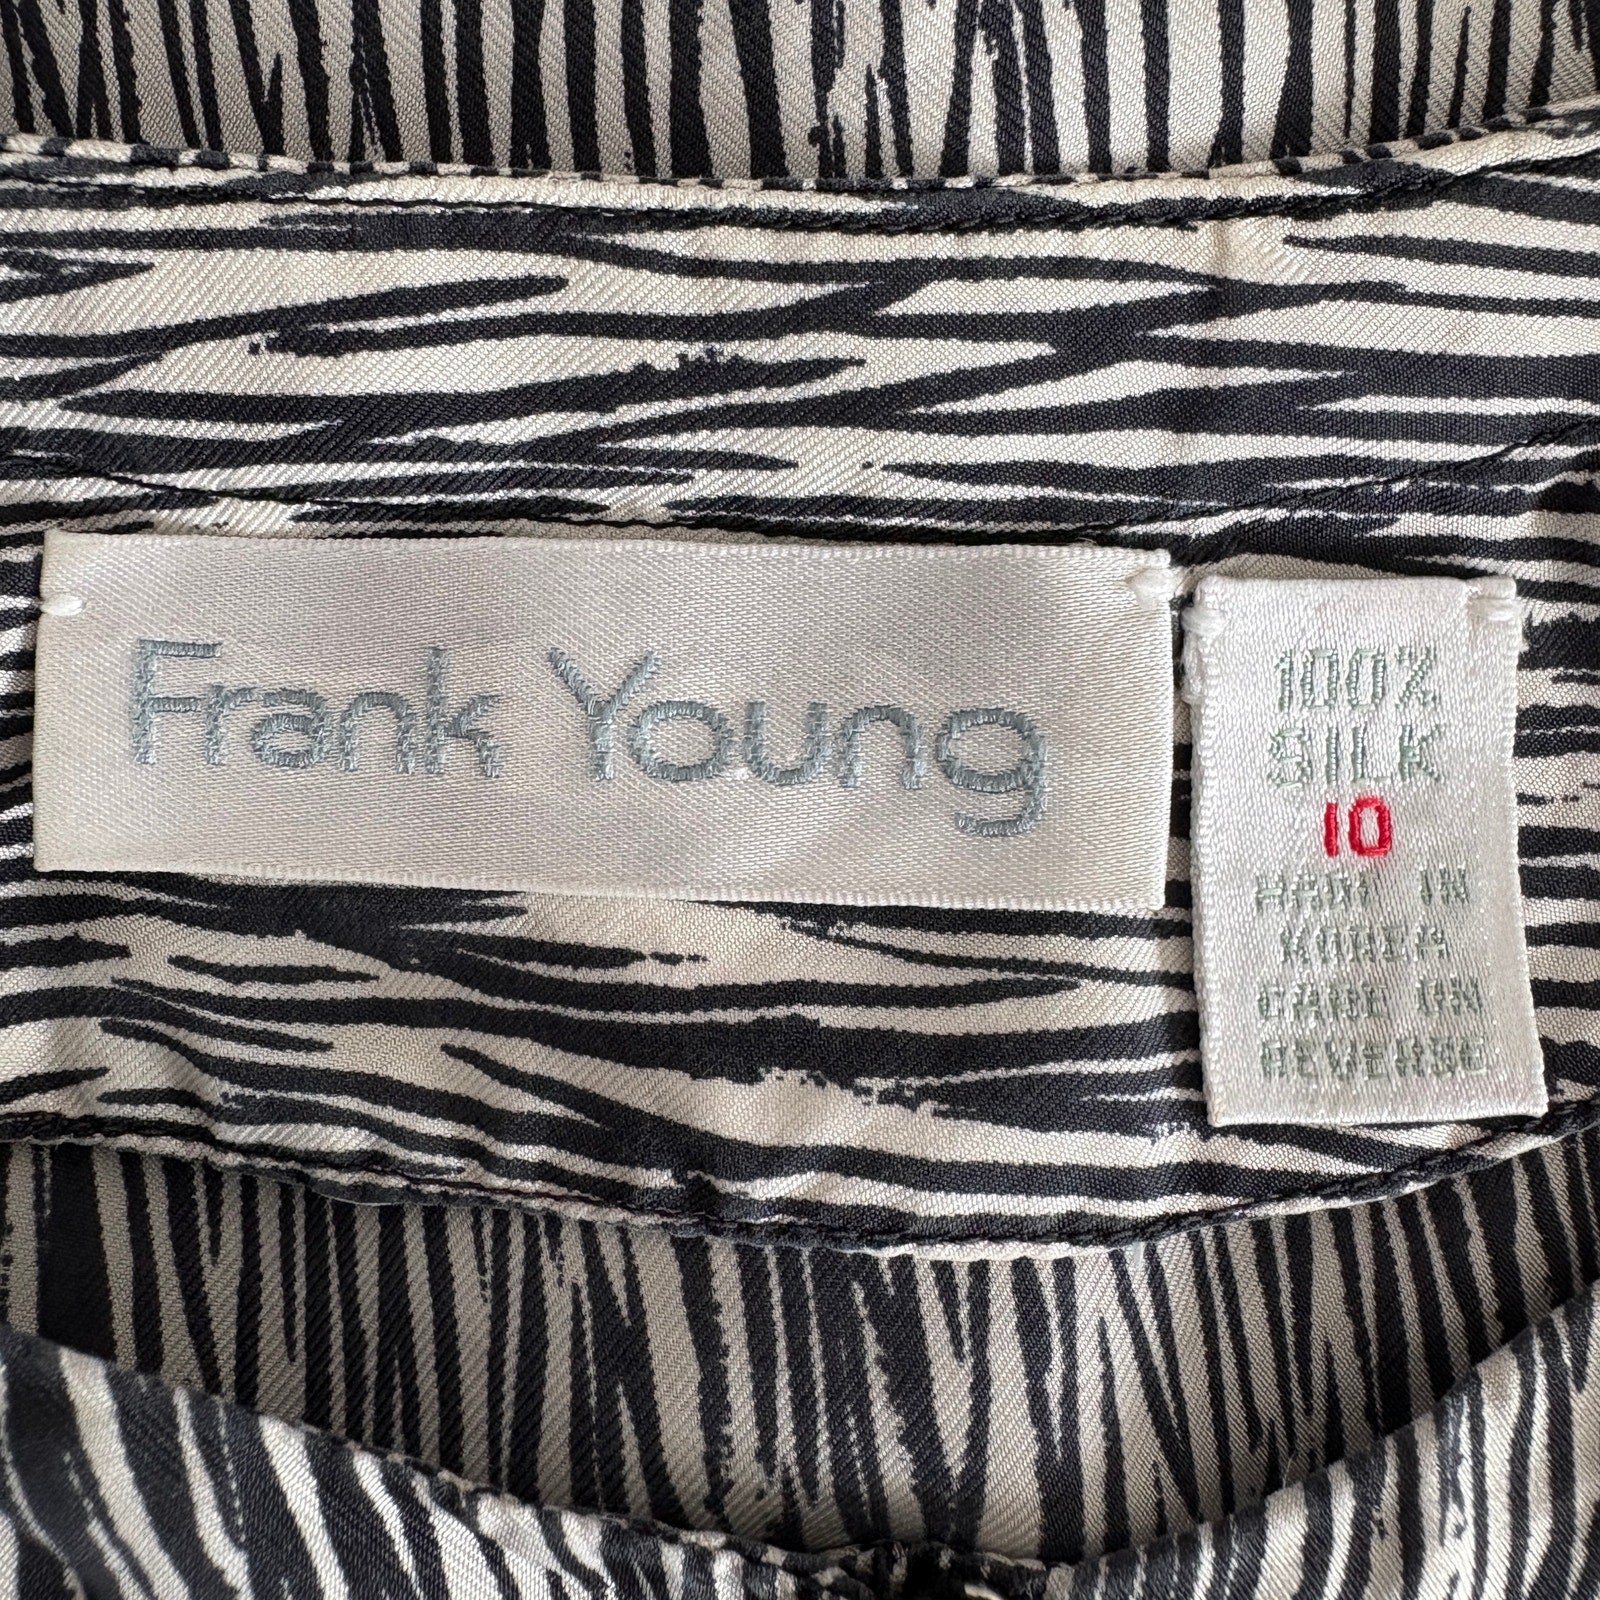 Frank Young
100%
SILK
10
MADE IN
KOREA
CARE ON
REVERSE